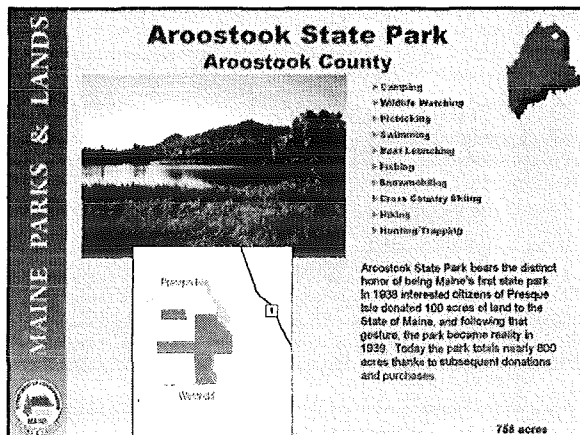 Aroostook State Park
Aroostook County
MAINE PARKS & LANDS
> Camping
> Wildlife Watching
> Picnicking
> Swimming
> Boat Launching
> Fishing
> Snowmobiling
> Cross Country Skiing
> Hiking
> Hunting Trapping
Presque Isle
1
Westfield
Aroostook State Park bears the distinct
honor of being Maine's first state park
In 1938 interested citizens of Presque
Isle donated 100 acres of land to the
State of Maine, and following that
gesture, the park became reality in
1939. Today the park totals nearly 800
acres thanks to subsequent donations
and purchases
MAINE
755 acres